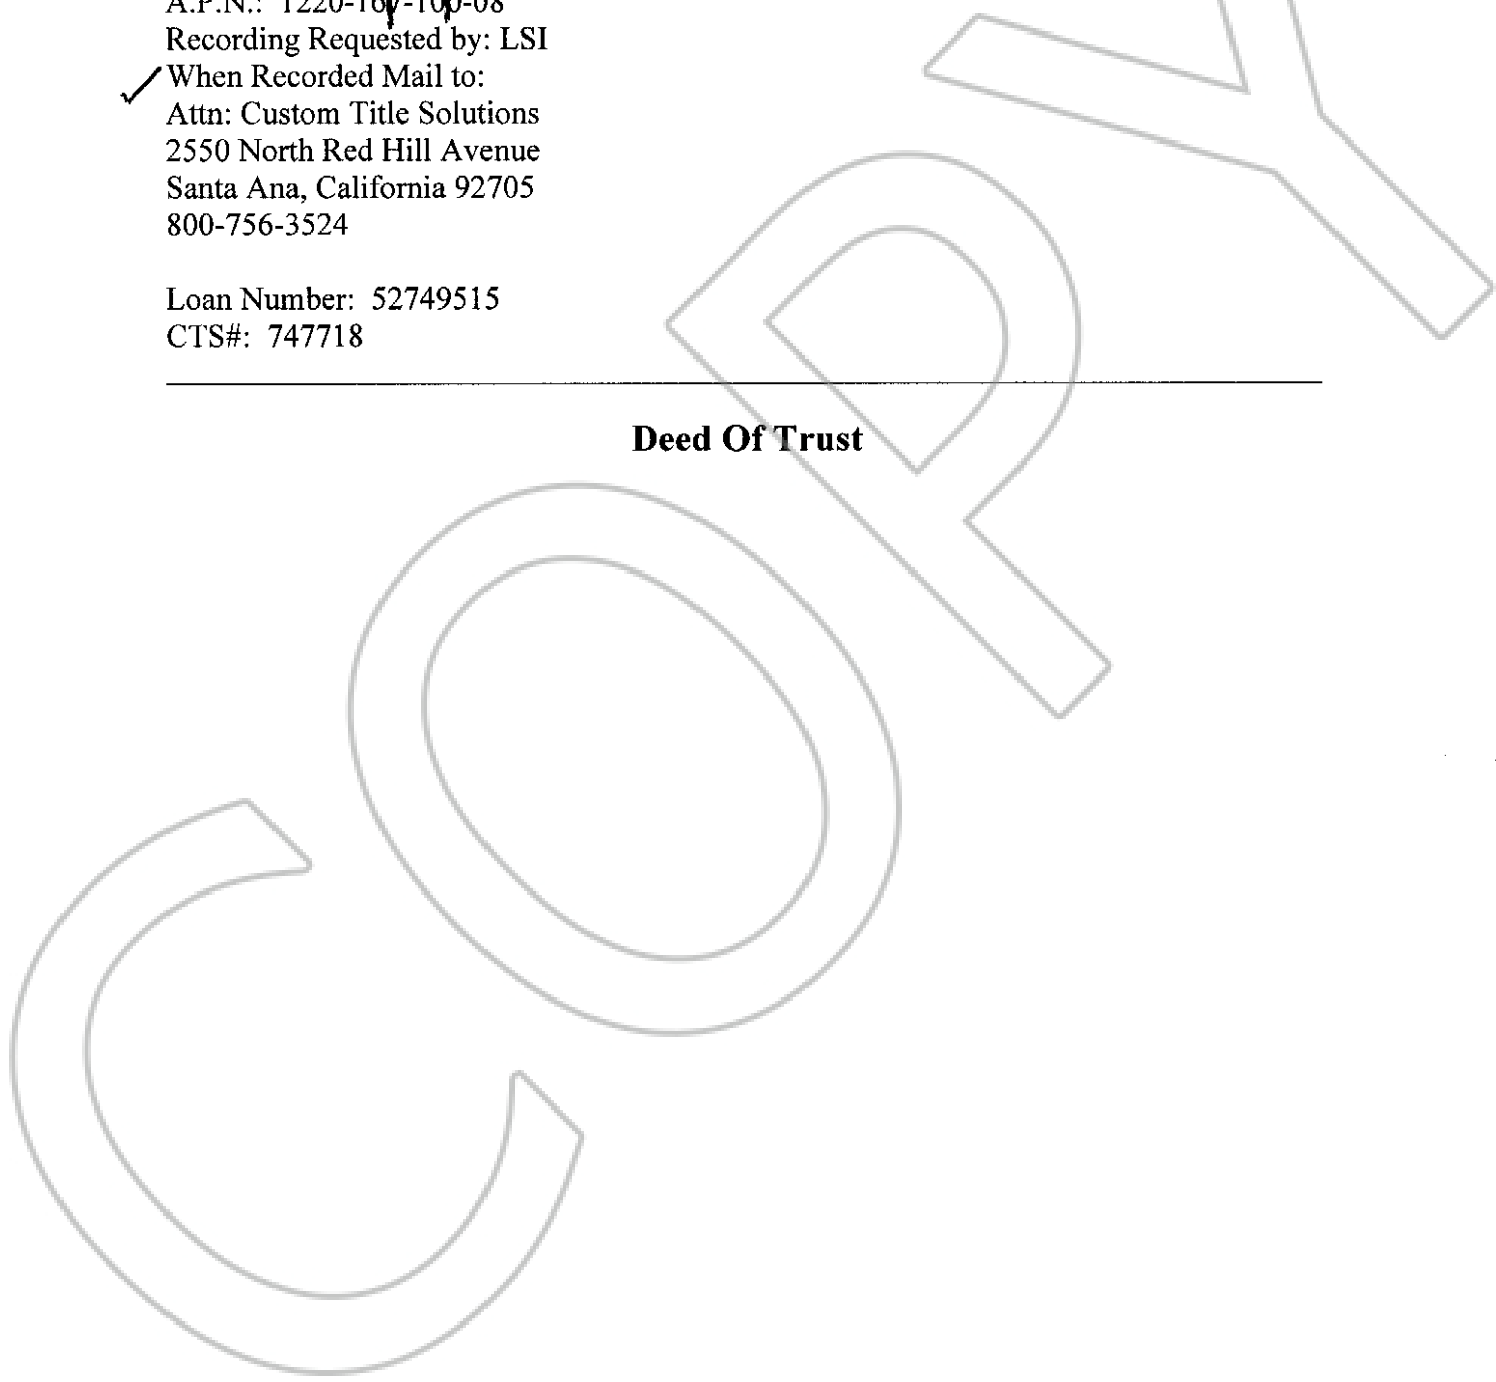 A.P.N.:
Recording Requested by: LSI
When Recorded Mail to:
Attn: Custom Title Solutions
2550 North Red Hill Avenue
Santa Ana, California 92705
800-756-3524
Loan Number: 52749515
CTS#: 747718
Deed Of Trust
COPY